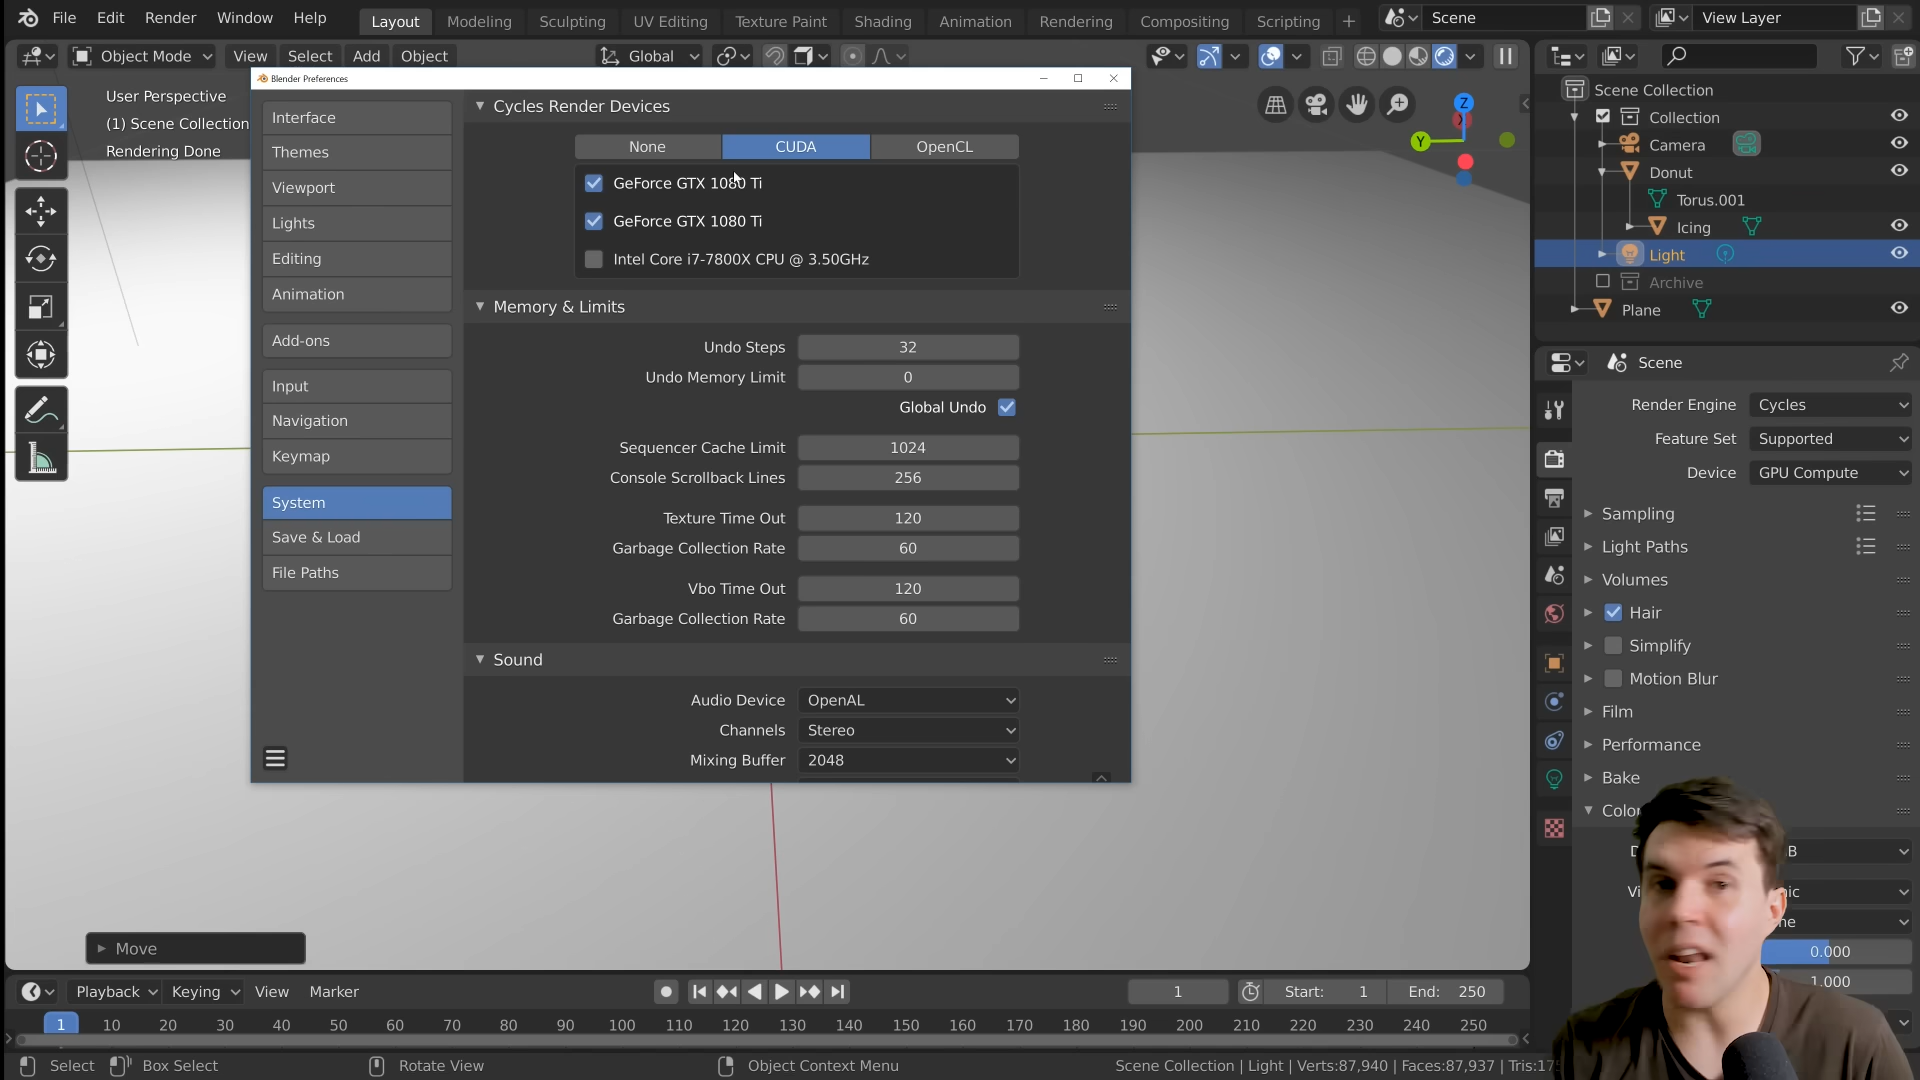 File Edit Render Window Help Layout Modeling Sculpting UV Editing Texture Paint Shading Animation Rendering Compositing Scripting + Scene View Layer
Object Mode View Select Add Object Global
Blender Preferences
User Perspective
(1) Scene Collection
Rendering Done
Interface
Themes
Viewport
Lights
Editing
Animation
Add-ons
Input
Navigation
Keymap
System
Save & Load
File Paths
Cycles Render Devices
None CUDA OpenCL
GeForce GTX 1080 Ti
GeForce GTX 1080 Ti
Intel Core i7-7800X CPU @ 3.50GHz
Memory & Limits
Undo Steps 32
Undo Memory Limit 0
Global Undo
Sequencer Cache Limit 1024
Console Scrollback Lines 256
Texture Time Out 120
Garbage Collection Rate 60
Vbo Time Out 120
Garbage Collection Rate 60
Sound
Audio Device OpenAL
Channels Stereo
Mixing Buffer 2048
Z
Y
Scene Collection
Collection
Camera
Donut
Torus.001
Icing
Light
Archive
Plane
Scene
Render Engine Cycles
Feature Set Supported
Device GPU Compute
Sampling
Light Paths
Volumes
Hair
Simplify
Motion Blur
Film
Performance
Bake
0.000
1.000
Move
Playback Keying View Marker 1 Start: 1 End: 250
1 10 20 30 40 50 60 70 80 90 100 110 120 130 140 150 160 170 180 190 200 210 220 230 240 250
Select Box Select Rotate View Object Context Menu Scene Collection | Light | Verts:87,940 | Faces:87,937 | Tris:17